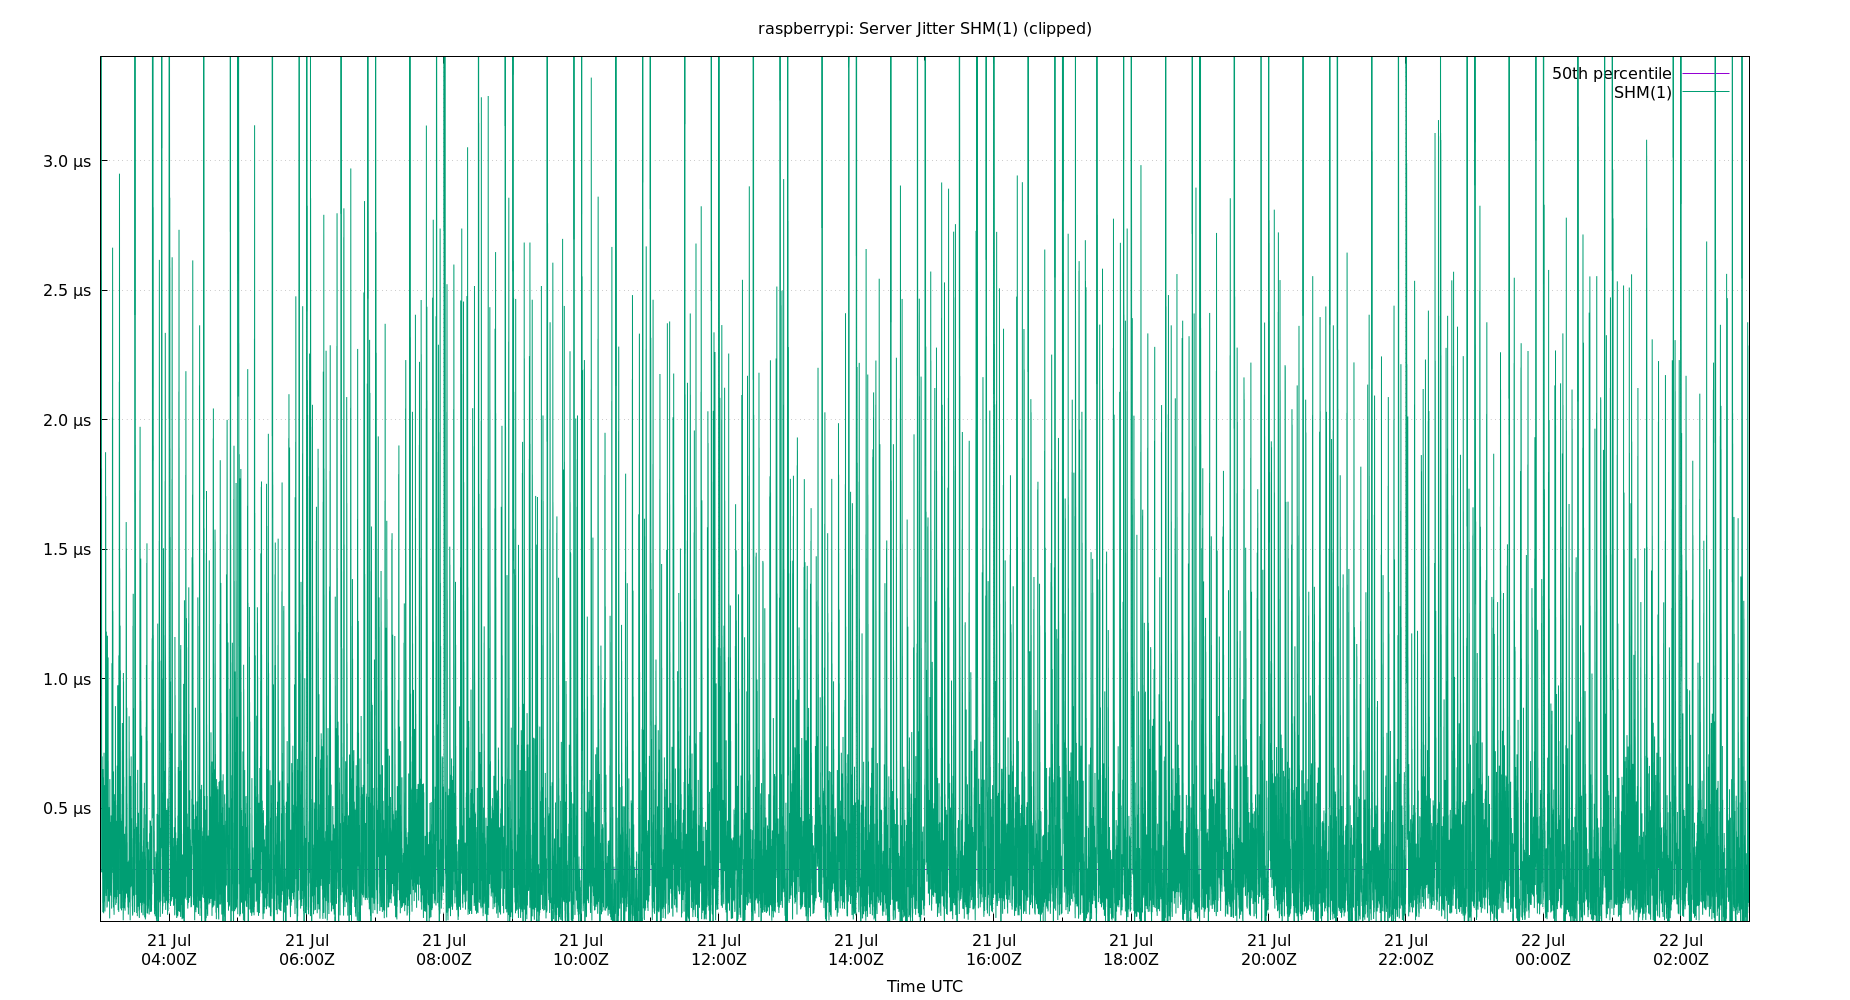 raspberrypi: Server Jitter SHM(1) (clipped)
50th percentile
SHM(1)
3.0 µs
2.5 µs
2.0 µs
1.5 µs
1.0 µs
0.5 µs
21 Jul 21 Jul 21 Jul 21 Jul 21 Jul 21 Jul 21 Jul 21 Jul 21 Jul 21 Jul 22 Jul 22 Jul
04:00Z 06:00Z 08:00Z 10:00Z 12:00Z 14:00Z 16:00Z 18:00Z 20:00Z 22:00Z 00:00Z 02:00Z
Time UTC